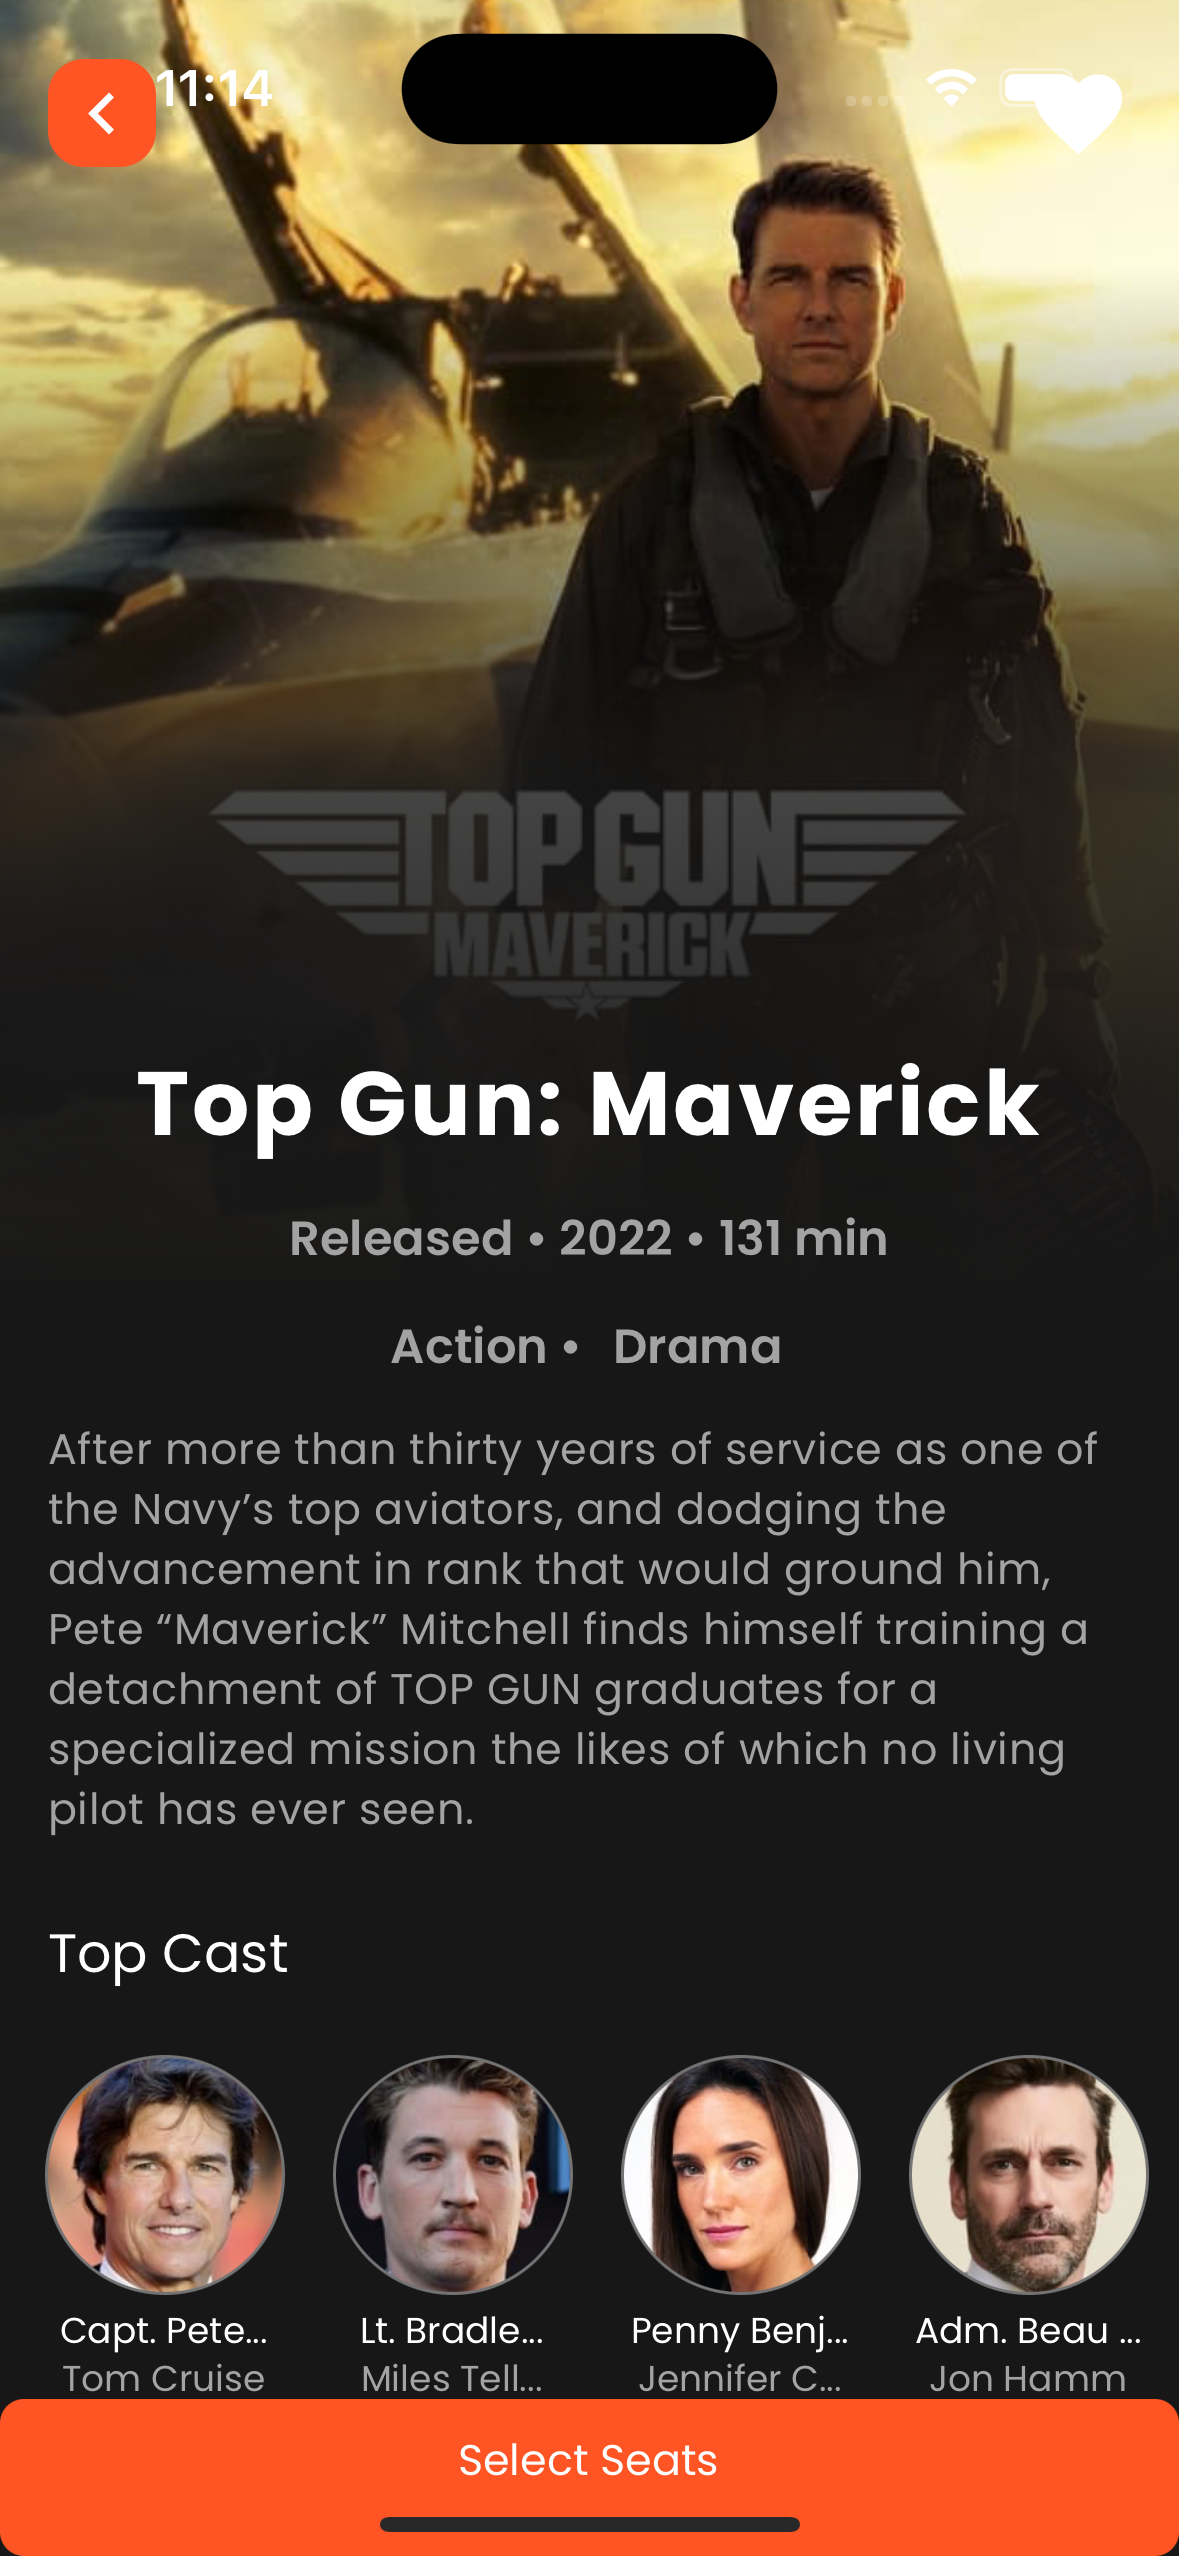 11:14
TOP GUN
MAVERICK
Top Gun: Maverick
Released • 2022 • 131 min
Action • Drama
After more than thirty years of service as one of
the Navy’s top aviators, and dodging the
advancement in rank that would ground him,
Pete “Maverick” Mitchell finds himself training a
detachment of TOP GUN graduates for a
specialized mission the likes of which no living
pilot has ever seen.
Top Cast
Capt. Pete... Lt. Bradle... Penny Benj... Adm. Beau ...
Tom Cruise Miles Tell... Jennifer C... Jon Hamm
Select Seats